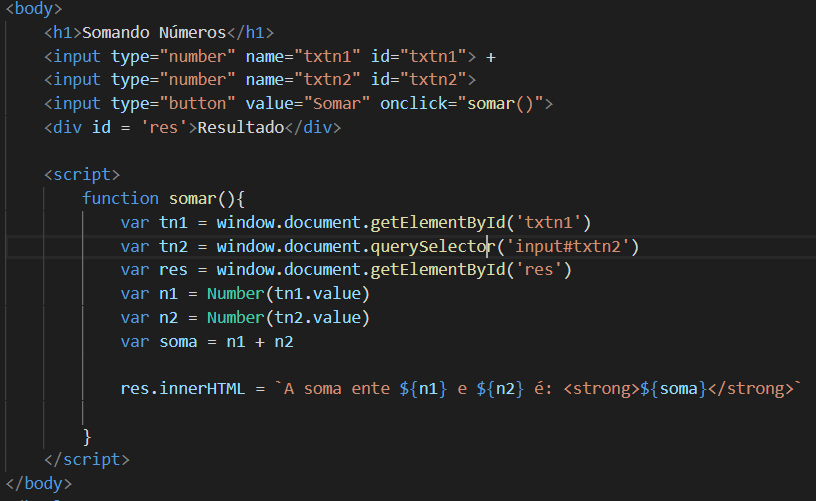 <body>
<h1>Somando Números</h1>
<input type="number" name="txtn1" id="txtn1"> +
<input type="number" name="txtn2" id="txtn2">
<input type="button" value="Somar" onclick="somar()">
<div id = 'res'>Resultado</div>
<script>
function somar(){
var tn1 = window.document.getElementById('txtn1')
var tn2 = window.document.querySelector('input#txtn2')
var res = window.document.getElementById('res')
var n1 = Number(tn1.value)
var n2 = Number(tn2.value)
var soma = n1 + n2
res.innerHTML = `A soma ente ${n1} e ${n2} é: <strong>${soma}</strong>`
}
</script>
</body>